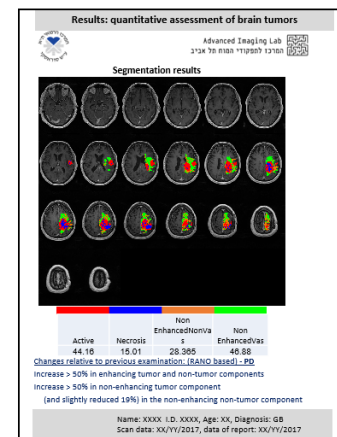 Results: quantitative assessment of brain tumors
Advanced Imaging Lab
המרכז לתפקודי המוח תל אביב
Segmentation results
Active Necrosis Non EnhancedNonVas Non EnhancedVas
44.16 15.01 28.365 46.88
Changes relative to previous examination: (RANO based) - PD
Increase > 50% in enhancing tumor and non-tumor components
Increase > 50% in non-enhancing tumor component
(and slightly reduced 19%) in the non-enhancing non-tumor component
Name: XXXX I.D. XXXX, Age: XX, Diagnosis: GB
Scan data: XX/YY/2017, data of report: XX/YY/2017